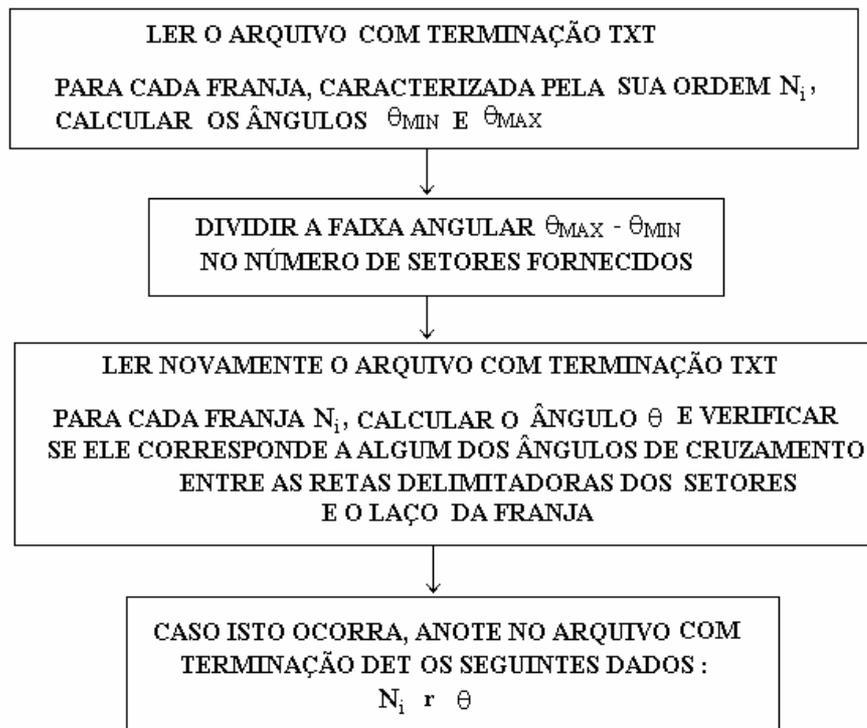 LER O ARQUIVO COM TERMINAÇÃO TXT
PARA CADA FRANJA, CARACTERIZADA PELA SUA ORDEM Nᵢ,
CALCULAR OS ÂNGULOS θMIN E θMAX
DIVIDIR A FAIXA ANGULAR θMAX - θMIN
NO NÚMERO DE SETORES FORNECIDOS
LER NOVAMENTE O ARQUIVO COM TERMINAÇÃO TXT
PARA CADA FRANJA Nᵢ, CALCULAR O ÂNGULO θ E VERIFICAR
SE ELE CORRESPONDE A ALGUM DOS ÂNGULOS DE CRUZAMENTO
ENTRE AS RETAS DELIMITADORAS DOS SETORES
E O LAÇO DA FRANJA
CASO ISTO OCORRA, ANOTE NO ARQUIVO COM
TERMINAÇÃO DET OS SEGUINTES DADOS :
Nᵢ r θ